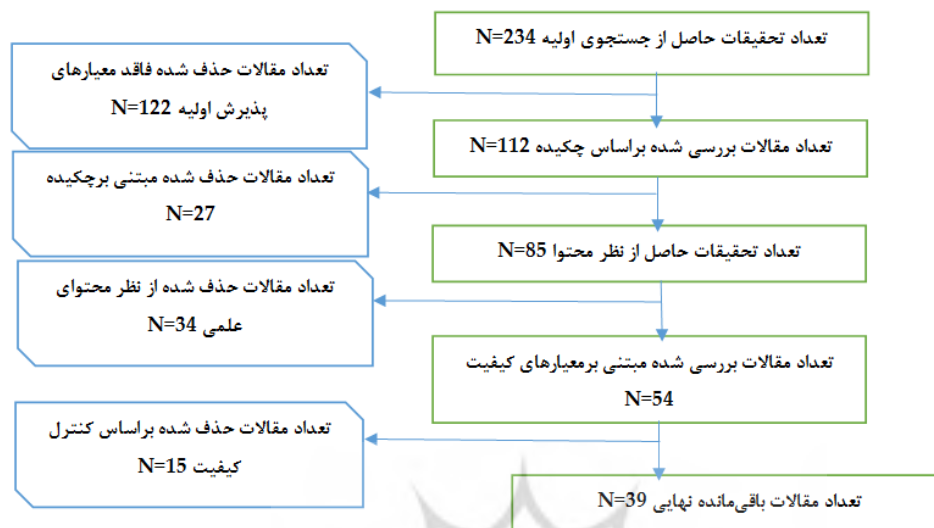 تعداد تحقیقات حاصل از جستجوی اولیه N=234
تعداد مقالات حذف شده فاقد معیارهای
پذیرش اولیه N=122
تعداد مقالات بررسی شده براساس چکیده N=112
تعداد مقالات حذف شده مبتنی برچکیده
N=27
تعداد تحقیقات حاصل از نظر محتوا N=85
تعداد مقالات حذف شده از نظر محتوای
علمی N=34
تعداد مقالات بررسی شده مبتنی برمعیارهای کیفیت
N=54
تعداد مقالات حذف شده براساس کنترل
کیفیت N=15
تعداد مقالات باقی‌مانده نهایی N=39